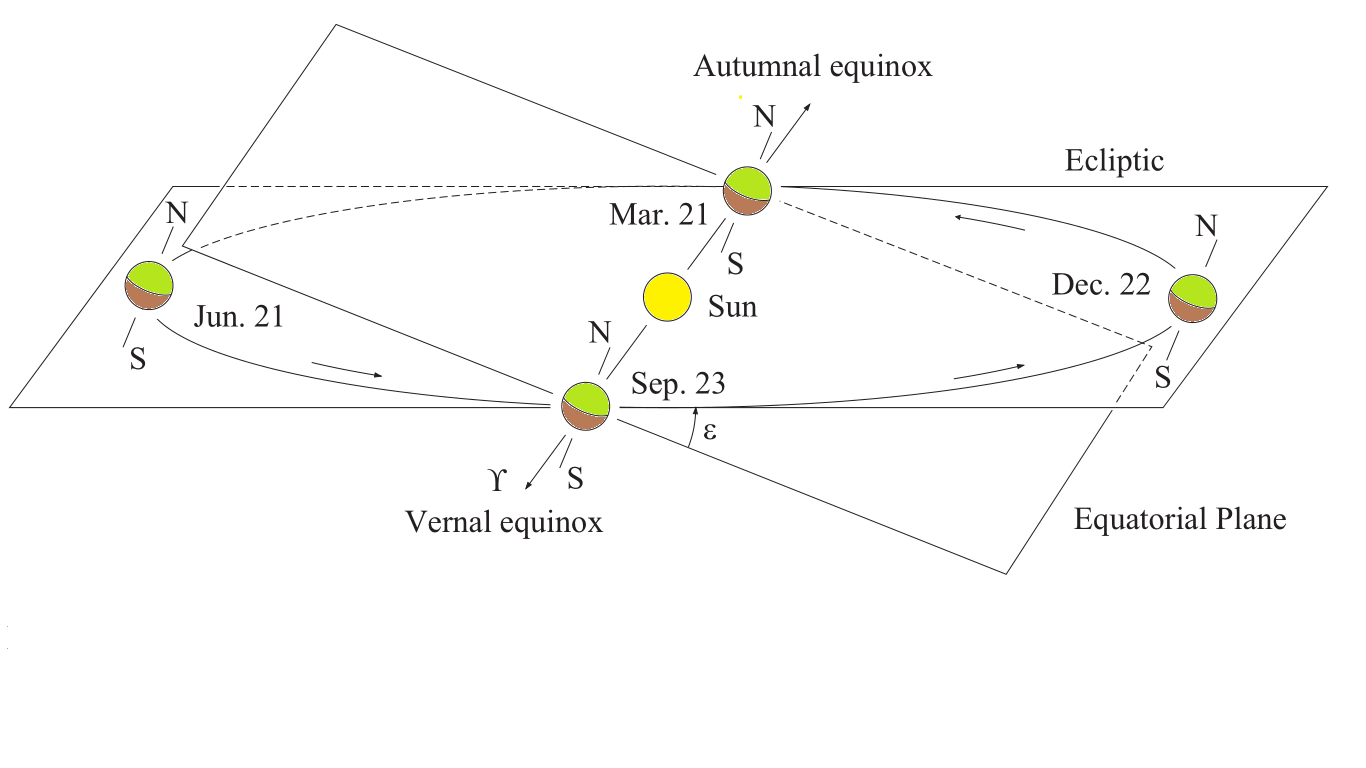 Autumnal equinox
N
Ecliptic
N
Mar. 21
N
S
Dec. 22
Jun. 21
Sun
S
N
S
Sep. 23
ε
ϒ
S
Vernal equinox
Equatorial Plane